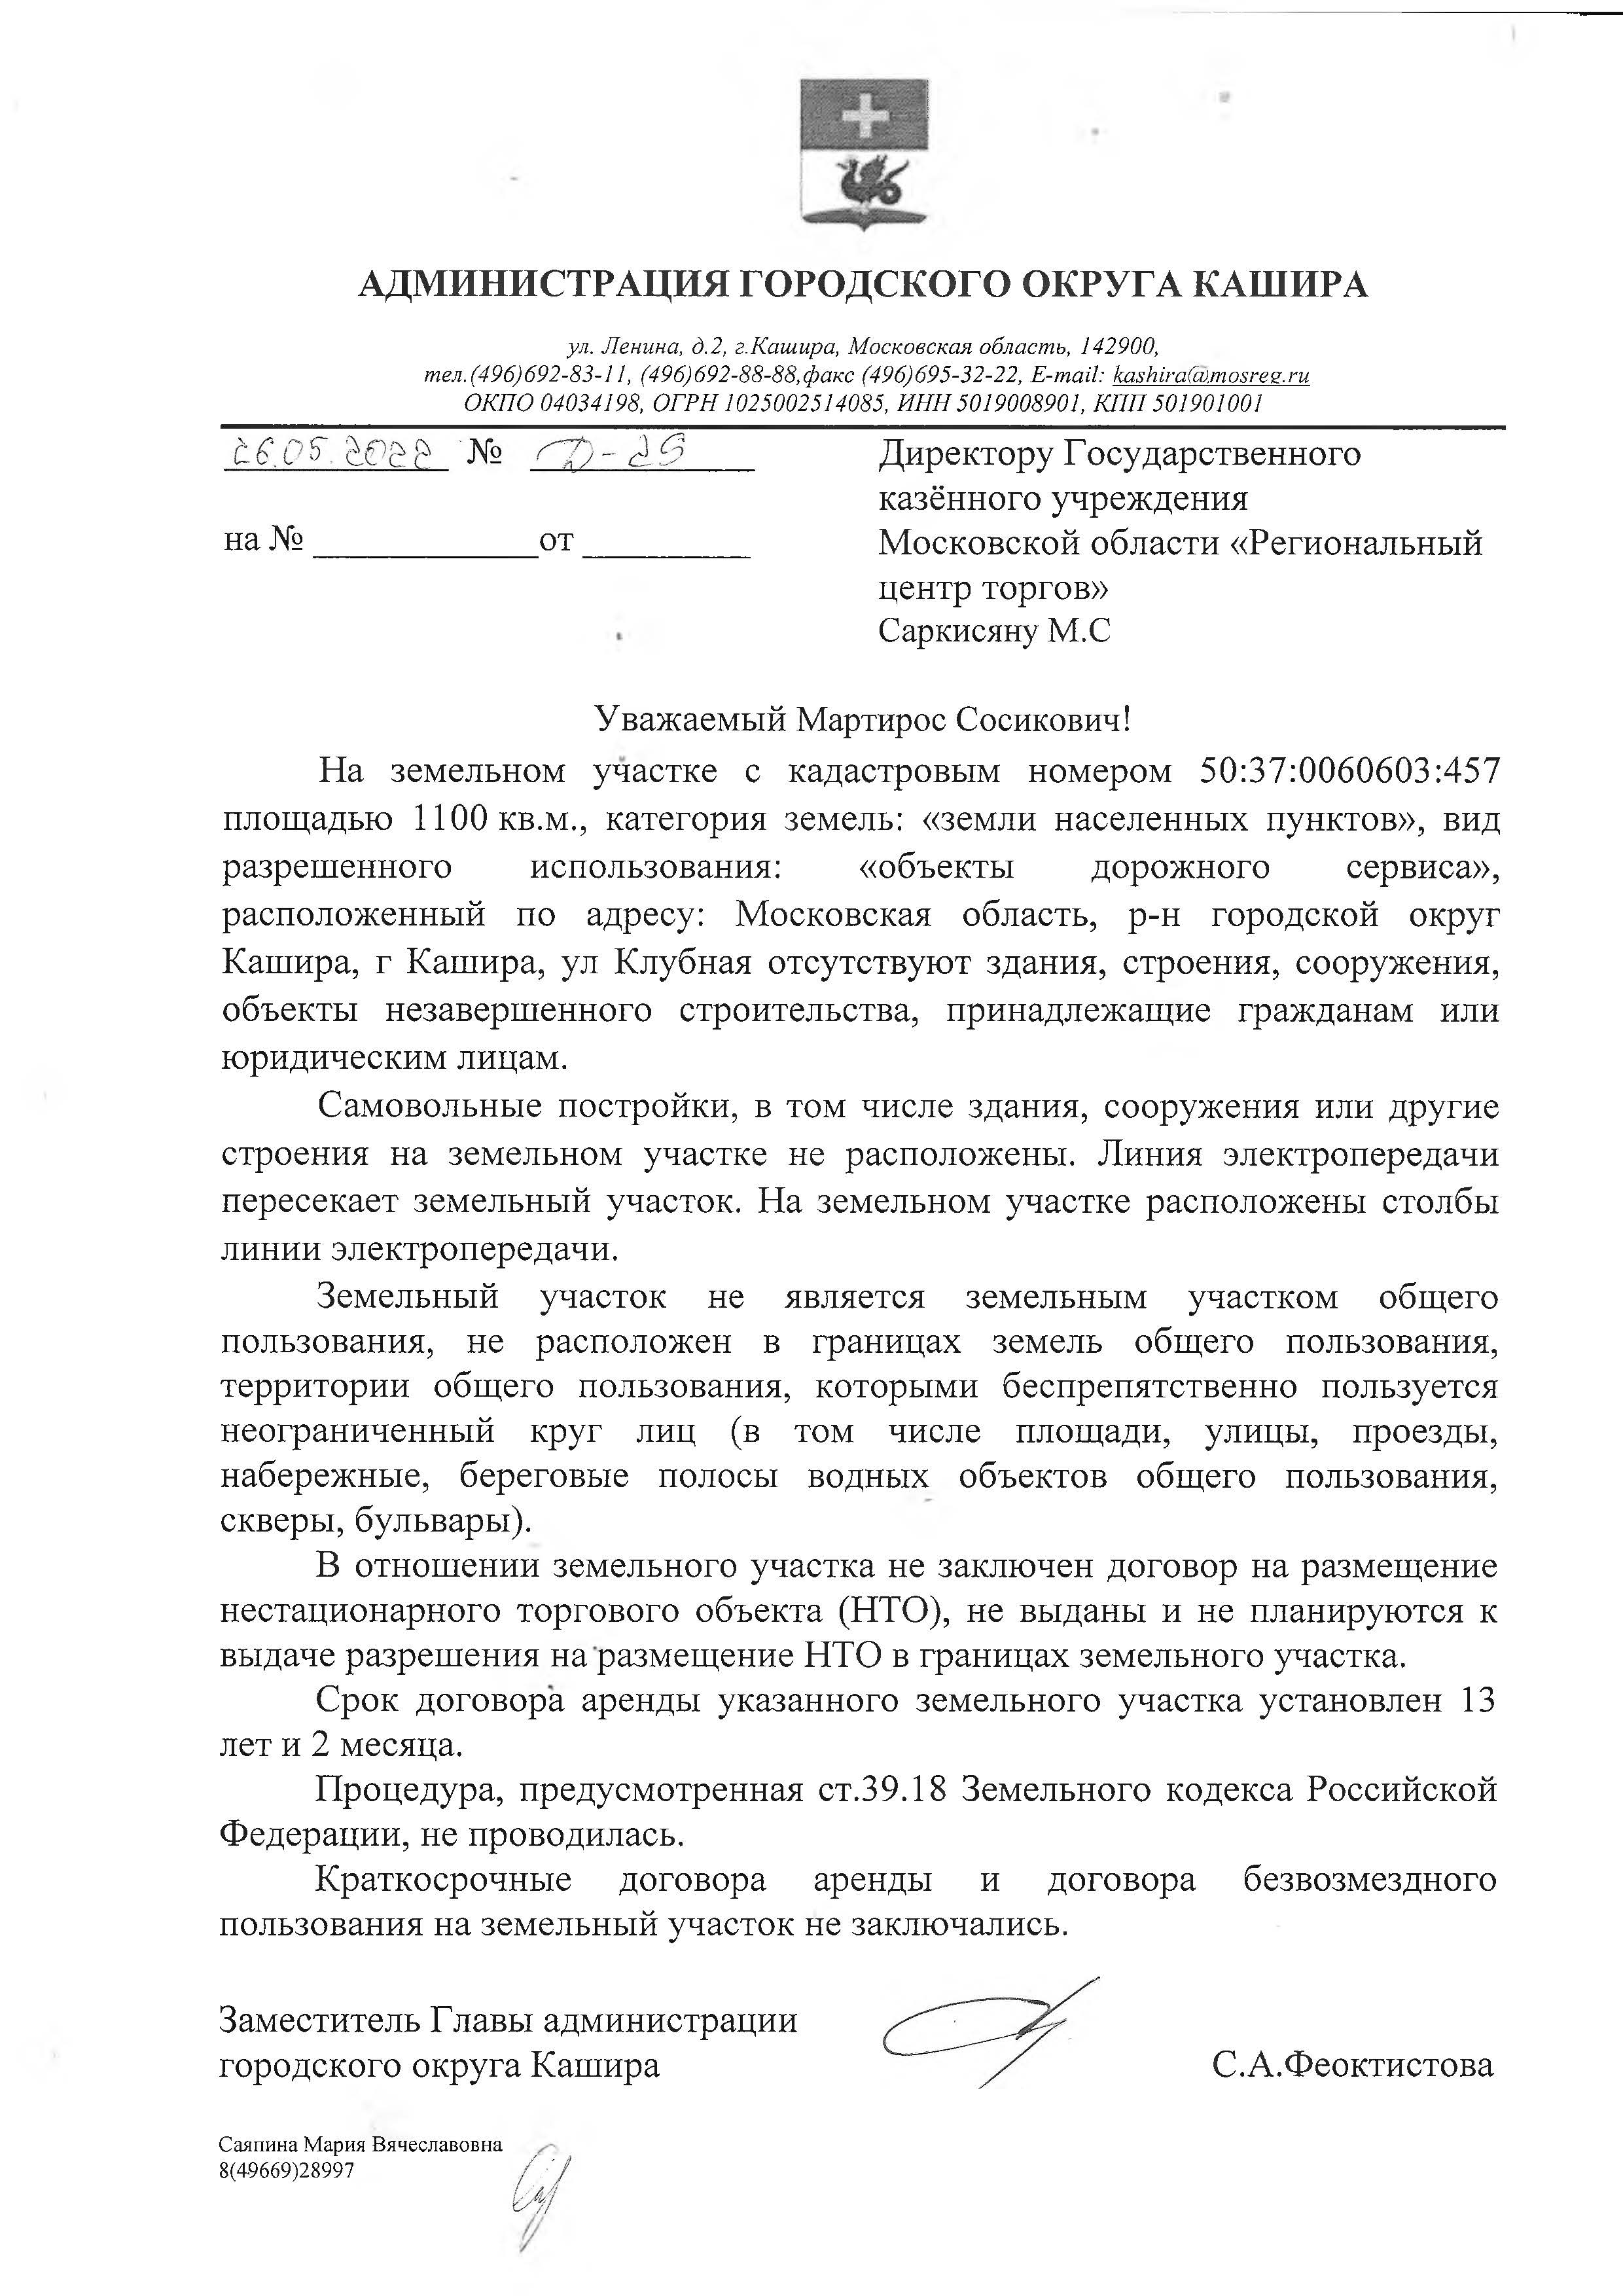 АДМИНИСТРАЦИЯ ГОРОДСКОГО ОКРУГА КАШИРА
ул. Ленина, д.2, г.Кашира, Московская область, 142900,
тел.(496)692-83-11, (496)692-88-88,факс (496)695-32-22, E-mail: kashira@mosreg.ru
ОКПО 04034198, ОГРН 1025002514085, ИНН 5019008901, КПП 501901001
26.05.2022 № Д-29
на № ____________от _________
Директору Государственного
казённого учреждения
Московской области «Региональный
центр торгов»
Саркисяну М.С
Уважаемый Мартирос Сосикович!
На земельном участке с кадастровым номером 50:37:0060603:457
площадью 1100 кв.м., категория земель: «земли населенных пунктов», вид
разрешенного использования: «объекты дорожного сервиса»,
расположенный по адресу: Московская область, р-н городской округ
Кашира, г Кашира, ул Клубная отсутствуют здания, строения, сооружения,
объекты незавершенного строительства, принадлежащие гражданам или
юридическим лицам.
Самовольные постройки, в том числе здания, сооружения или другие
строения на земельном участке не расположены. Линия электропередачи
пересекает земельный участок. На земельном участке расположены столбы
линии электропередачи.
Земельный участок не является земельным участком общего
пользования, не расположен в границах земель общего пользования,
территории общего пользования, которыми беспрепятственно пользуется
неограниченный круг лиц (в том числе площади, улицы, проезды,
набережные, береговые полосы водных объектов общего пользования,
скверы, бульвары).
В отношении земельного участка не заключен договор на размещение
нестационарного торгового объекта (НТО), не выданы и не планируются к
выдаче разрешения на размещение НТО в границах земельного участка.
Срок договора аренды указанного земельного участка установлен 13
лет и 2 месяца.
Процедура, предусмотренная ст.39.18 Земельного кодекса Российской
Федерации, не проводилась.
Краткосрочные договора аренды и договора безвозмездного
пользования на земельный участок не заключались.
Заместитель Главы администрации
городского округа Кашира С.А.Феоктистова
Саяпина Мария Вячеславовна
8(49669)28997